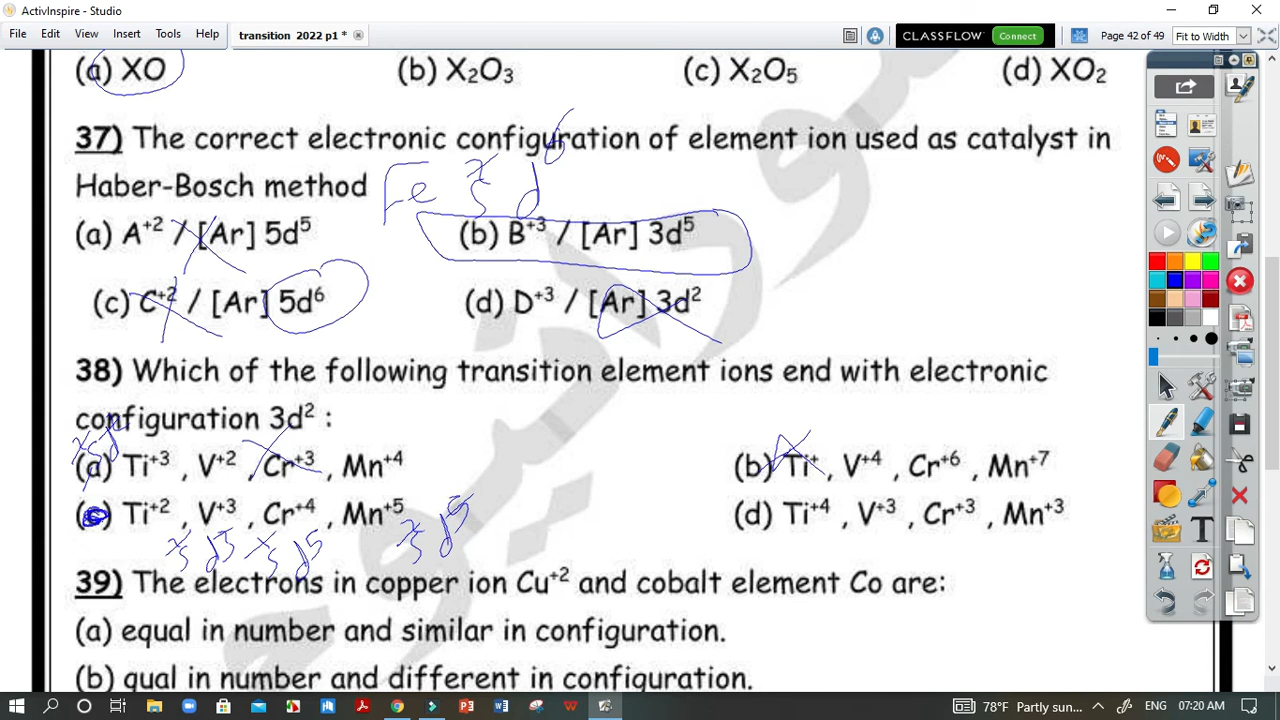 ActivInspire - Studio
File Edit View Insert Tools Help transition 2022 p1 * CLASSFLOW Connect Page 42 of 49 Fit to Width
(a) XO (b) X₂O₃ (c) X₂O₅ (d) XO₂
37) The correct electronic configuration of element ion used as catalyst in
Haber-Bosch method Fe
(a) A⁺² / [Ar] 5d⁵ (b) B⁺³ / [Ar] 3d⁵
(c) C⁺² / [Ar] 5d⁶ (d) D⁺³ / [Ar] 3d²
38) Which of the following transition element ions end with electronic
configuration 3d² :
(a) Ti⁺³ , V⁺² , Cr⁺³ , Mn⁺⁴ (b) Ti⁺ , V⁺⁴ , Cr⁺⁶ , Mn⁺⁷
(c) Ti⁺² , V⁺³ , Cr⁺⁴ , Mn⁺⁵ (d) Ti⁺⁴ , V⁺³ , Cr⁺³ , Mn⁺³
39) The electrons in copper ion Cu⁺² and cobalt element Co are:
(a) equal in number and similar in configuration.
(b) qual in number and different in configuration.
78°F Partly sun... ENG 07:20 AM